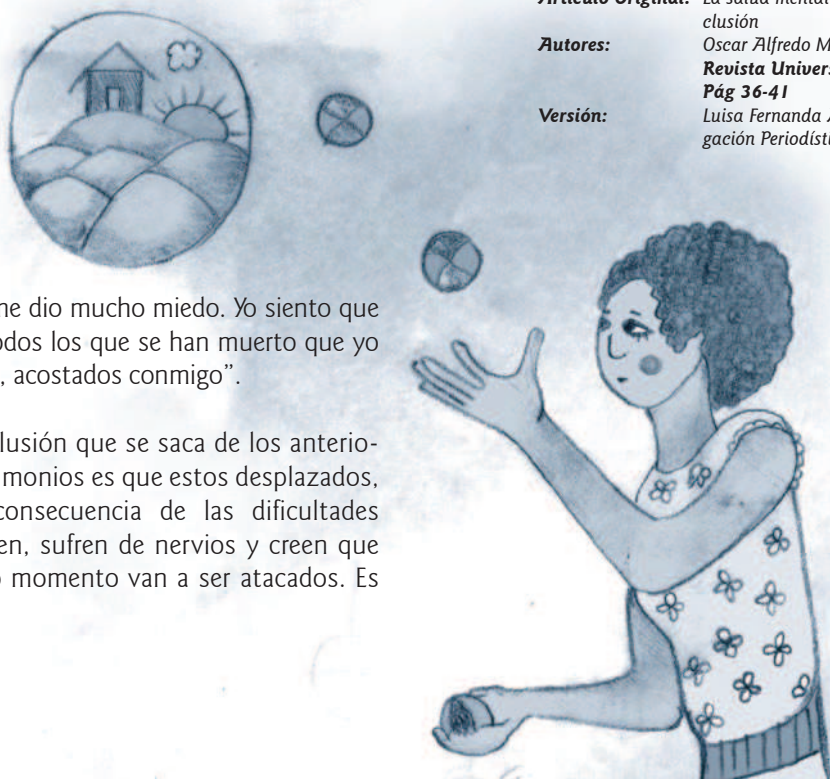 Artículo Original: La salud mental
clusión
Autores: Oscar Alfredo M
Revista Univer
Pág 36-41
Versión: Luisa Fernanda
gación Periodísti
me dio mucho miedo. Yo siento que
odos los que se han muerto que yo
, acostados conmigo”.
lusión que se saca de los anterio-
monios es que estos desplazados,
onsecuencia de las dificultades
en, sufren de nervios y creen que
o momento van a ser atacados. Es